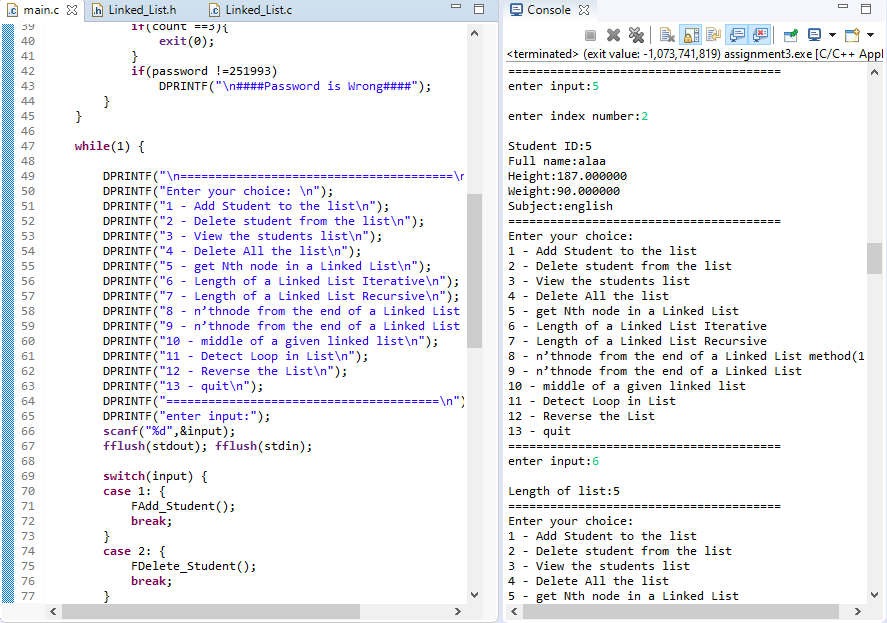 main.c
Linked_List.h
Linked_List.c
39 if(count ==3){
40 exit(0);
41 }
42 if(password !=251993)
43 DPRINTF("\n####Password is Wrong####");
44 }
45 }
46
47 while(1) {
48
49 DPRINTF("\n=======================================\r
50 DPRINTF("Enter your choice: \n");
51 DPRINTF("1 - Add Student to the list\n");
52 DPRINTF("2 - Delete student from the list\n");
53 DPRINTF("3 - View the students list\n");
54 DPRINTF("4 - Delete All the list\n");
55 DPRINTF("5 - get Nth node in a Linked List\n");
56 DPRINTF("6 - Length of a Linked List Iterative\n");
57 DPRINTF("7 - Length of a Linked List Recursive\n");
58 DPRINTF("8 - n’thnode from the end of a Linked List
59 DPRINTF("9 - n’thnode from the end of a Linked List
60 DPRINTF("10 - middle of a given linked list\n");
61 DPRINTF("11 - Detect Loop in List\n");
62 DPRINTF("12 - Reverse the List\n");
63 DPRINTF("13 - quit\n");
64 DPRINTF("=======================================\n")
65 DPRINTF("enter input:");
66 scanf("%d",&input);
67 fflush(stdout); fflush(stdin);
68
69 switch(input) {
70 case 1: {
71 FAdd_Student();
72 break;
73 }
74 case 2: {
75 FDelete_Student();
76 break;
77 }
Console
<terminated> (exit value: -1,073,741,819) assignment3.exe [C/C++ Appl
=======================================
enter input:5
enter index number:2
Student ID:5
Full name:alaa
Height:187.000000
Weight:90.000000
Subject:english
=======================================
Enter your choice:
1 - Add Student to the list
2 - Delete student from the list
3 - View the students list
4 - Delete All the list
5 - get Nth node in a Linked List
6 - Length of a Linked List Iterative
7 - Length of a Linked List Recursive
8 - n’thnode from the end of a Linked List method(1
9 - n’thnode from the end of a Linked List
10 - middle of a given linked list
11 - Detect Loop in List
12 - Reverse the List
13 - quit
=======================================
enter input:6
Length of list:5
=======================================
Enter your choice:
1 - Add Student to the list
2 - Delete student from the list
3 - View the students list
4 - Delete All the list
5 - get Nth node in a Linked List